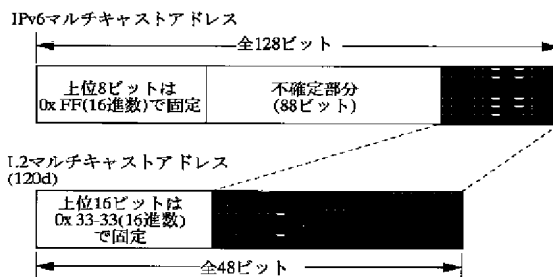 IPv6マルチキャストアドレス
全128ビット
上位8ビットは
0x FF(16進数)で固定
不確定部分
(88ビット)
L2マルチキャストアドレス
(120d)
上位16ビットは
0x 33-33(16進数)
で固定
全48ビット